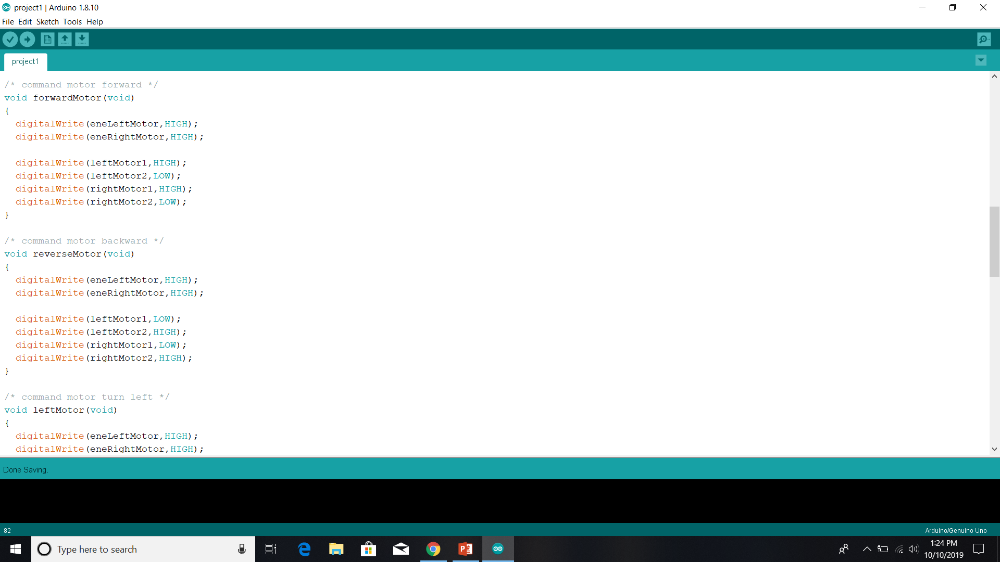 project1 | Arduino 1.8.10
File Edit Sketch Tools Help
project1
/* command motor forward */
void forwardMotor(void)
{
digitalWrite(eneLeftMotor,HIGH);
digitalWrite(eneRightMotor,HIGH);
digitalWrite(leftMotor1,HIGH);
digitalWrite(leftMotor2,LOW);
digitalWrite(rightMotor1,HIGH);
digitalWrite(rightMotor2,LOW);
}
/* command motor backward */
void reverseMotor(void)
{
digitalWrite(eneLeftMotor,HIGH);
digitalWrite(eneRightMotor,HIGH);
digitalWrite(leftMotor1,LOW);
digitalWrite(leftMotor2,HIGH);
digitalWrite(rightMotor1,LOW);
digitalWrite(rightMotor2,HIGH);
}
/* command motor turn left */
void leftMotor(void)
{
digitalWrite(eneLeftMotor,HIGH);
digitalWrite(eneRightMotor,HIGH);
Done Saving.
82
Arduino/Genuino Uno
Type here to search
1:24 PM
10/10/2019